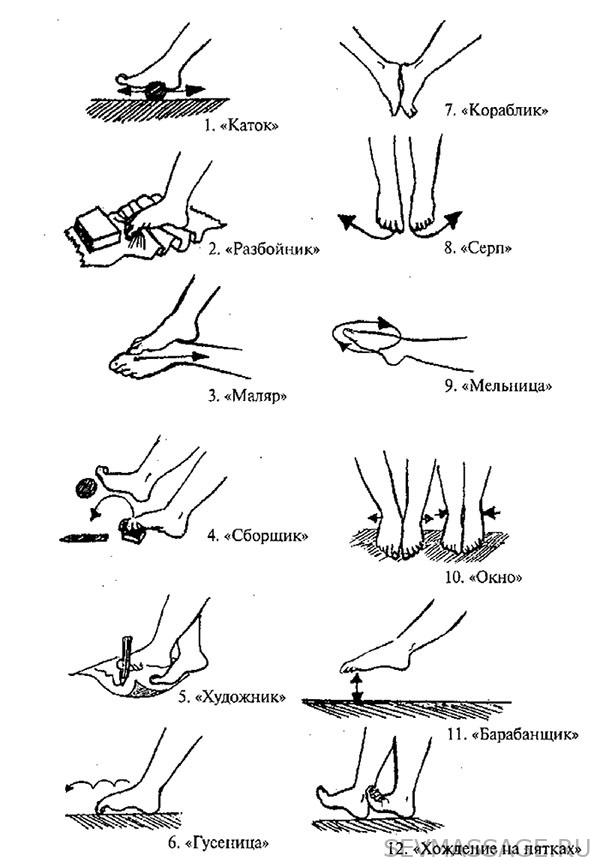 1. «Каток»
2. «Разбойник»
3. «Маляр»
4. «Сборщик»
5. «Художник»
6. «Гусеница»
7. «Кораблик»
8. «Серп»
9. «Мельница»
10. «Окно»
11. «Барабанщик»
12. «Хождение на пятках»
SEVMASSAGE.RU